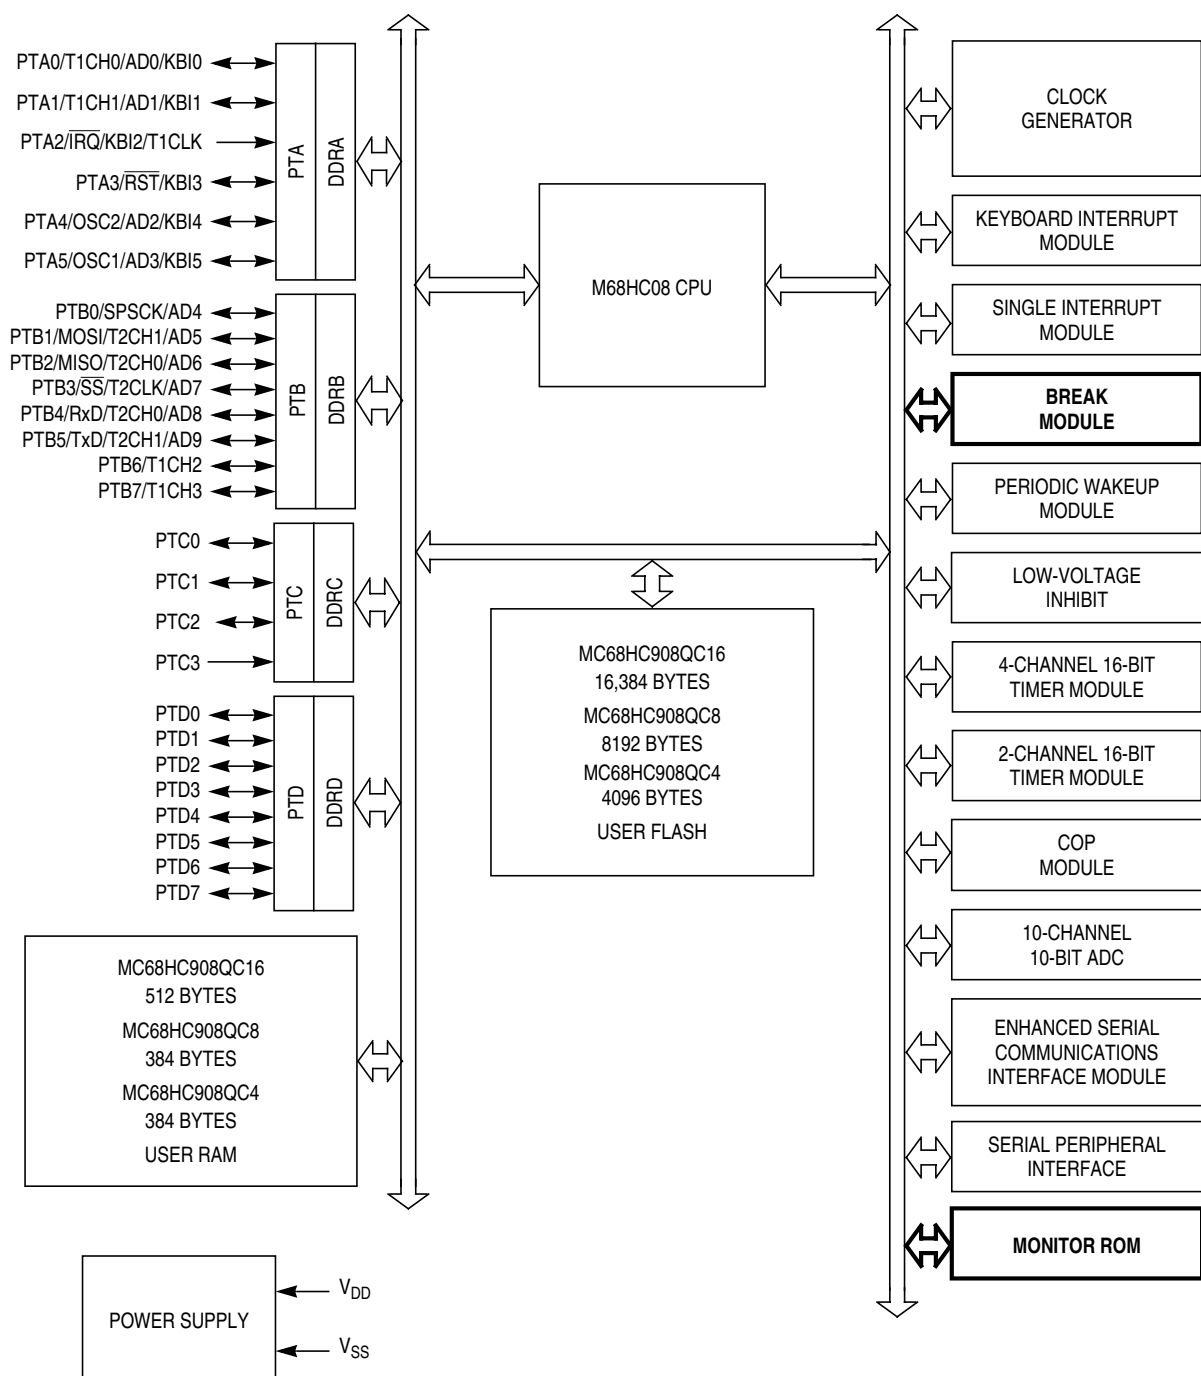 PTA0/T1CH0/AD0/KBI0
PTA1/T1CH1/AD1/KBI1
PTA2/I̅R̅Q̅/KBI2/T1CLK
PTA3/R̅S̅T̅/KBI3
PTA4/OSC2/AD2/KBI4
PTA5/OSC1/AD3/KBI5
PTA
DDRA
PTB0/SPSCK/AD4
PTB1/MOSI/T2CH1/AD5
PTB2/MISO/T2CH0/AD6
PTB3/S̅S̅/T2CLK/AD7
PTB4/RxD/T2CH0/AD8
PTB5/TxD/T2CH1/AD9
PTB6/T1CH2
PTB7/T1CH3
PTB
DDRB
PTC0
PTC1
PTC2
PTC3
PTC
DDRC
PTD0
PTD1
PTD2
PTD3
PTD4
PTD5
PTD6
PTD7
PTD
DDRD
MC68HC908QC16
512 BYTES
MC68HC908QC8
384 BYTES
MC68HC908QC4
384 BYTES
USER RAM
POWER SUPPLY
VDD
VSS
M68HC08 CPU
MC68HC908QC16
16,384 BYTES
MC68HC908QC8
8192 BYTES
MC68HC908QC4
4096 BYTES
USER FLASH
CLOCK
GENERATOR
KEYBOARD INTERRUPT
MODULE
SINGLE INTERRUPT
MODULE
BREAK
MODULE
PERIODIC WAKEUP
MODULE
LOW-VOLTAGE
INHIBIT
4-CHANNEL 16-BIT
TIMER MODULE
2-CHANNEL 16-BIT
TIMER MODULE
COP
MODULE
10-CHANNEL
10-BIT ADC
ENHANCED SERIAL
COMMUNICATIONS
INTERFACE MODULE
SERIAL PERIPHERAL
INTERFACE
MONITOR ROM